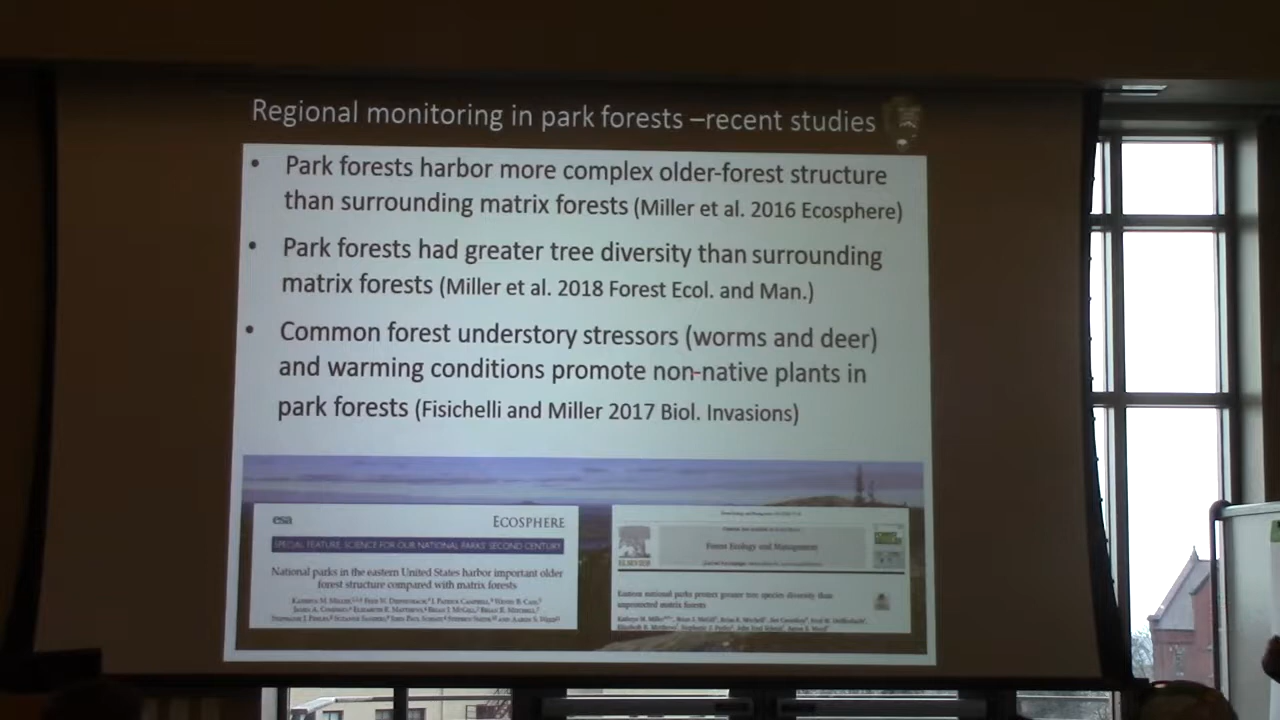 Regional monitoring in park forests –recent studies
• Park forests harbor more complex older-forest structure
than surrounding matrix forests (Miller et al. 2016 Ecosphere)
• Park forests had greater tree diversity than surrounding
matrix forests (Miller et al. 2018 Forest Ecol. and Man.)
• Common forest understory stressors (worms and deer)
and warming conditions promote non-native plants in
park forests (Fisichelli and Miller 2017 Biol. Invasions)
esa ECOSPHERE
SPECIAL FEATURE: SCIENCE FOR OUR NATIONAL PARKS' SECOND CENTURY
National parks in the eastern United States harbor important older
forest structure compared with matrix forests
Forest Ecology and Management
ELSEVIER
Eastern national parks protect greater tree species diversity than
unprotected matrix forests